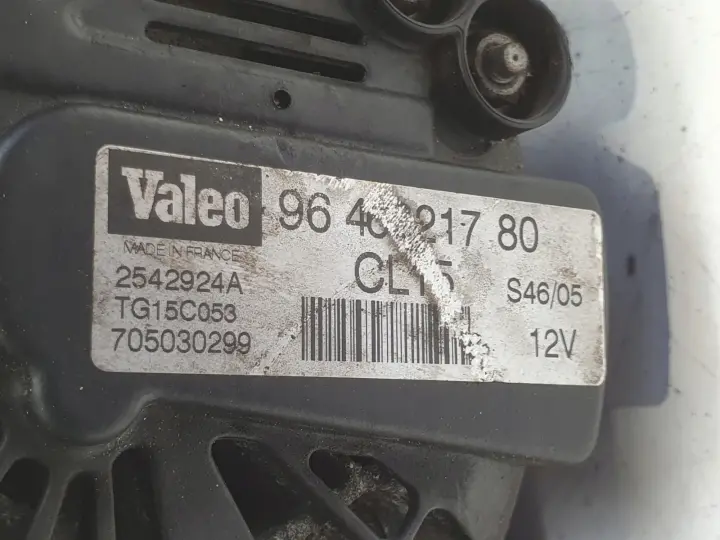 Valeo
MADE IN FRANCE
96 217 80
S46/05
2542924A
TG15C053
705030299
12V